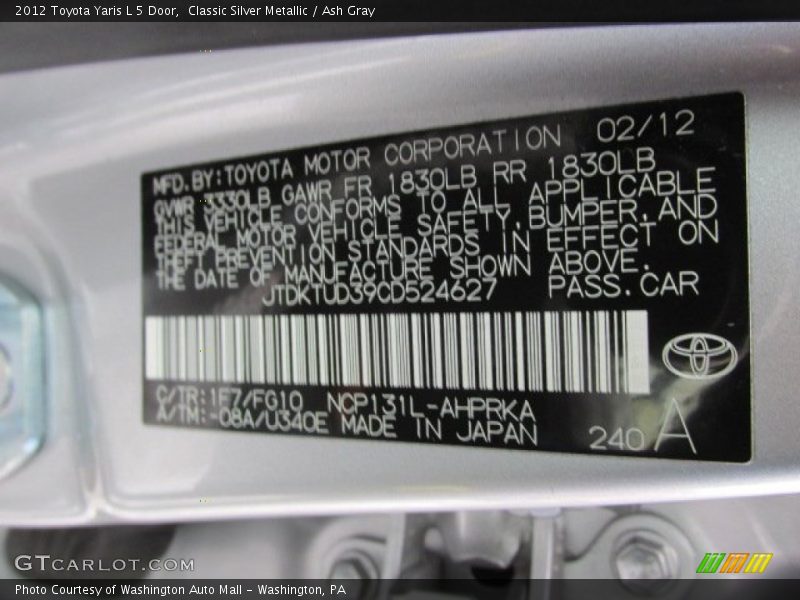 2012 Toyota Yaris L 5 Door,  Classic Silver Metallic / Ash Gray
MFD.BY:TOYOTA MOTOR CORPORATION 02/12
GVWR 3330LB GAWR FR 1830LB RR 1830LB
THIS VEHICLE CONFORMS TO ALL APPLICABLE
FEDERAL MOTOR VEHICLE SAFETY,BUMPER,AND
THEFT PREVENTION STANDARDS IN EFFECT ON
THE DATE OF MANUFACTURE SHOWN ABOVE.
JTDKTUD39CD524627 PASS.CAR
C/TR:1F7/FG10 NCP131L-AHPRKA
A/TM:-08A/U340E MADE IN JAPAN
240 A
GTCARLOT.COM
Photo Courtesy of Washington Auto Mall - Washington, PA